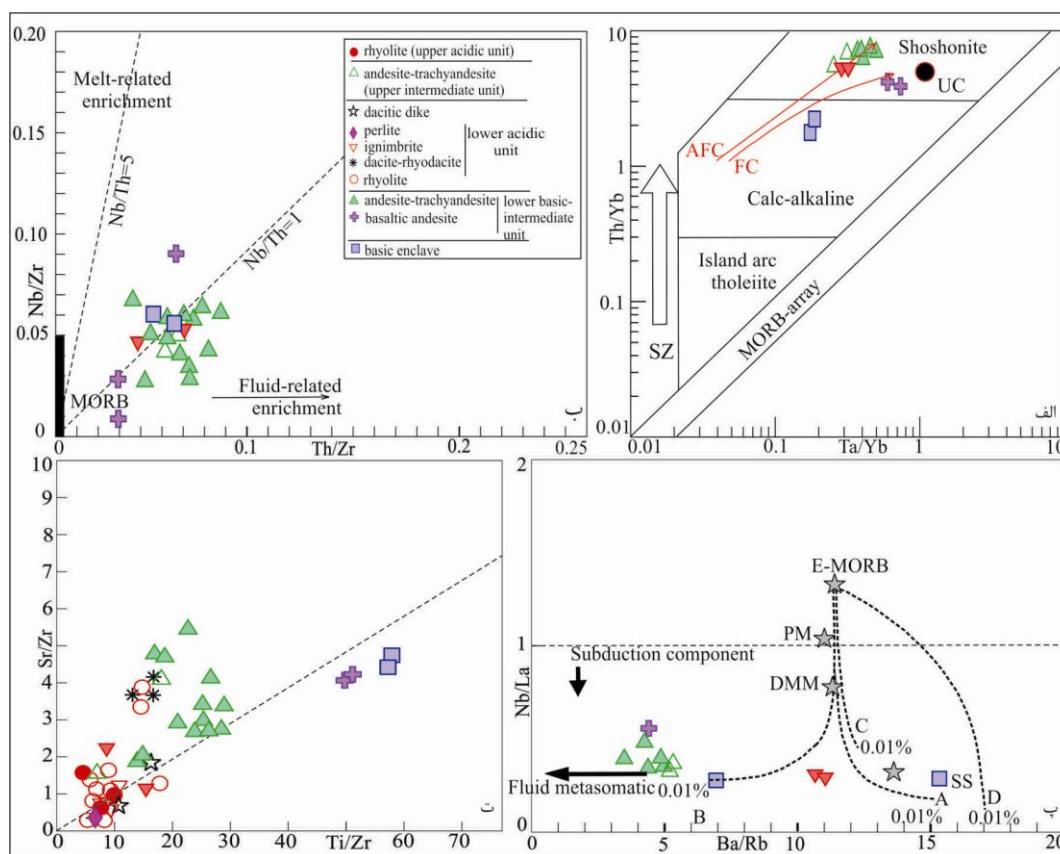 0.20
0.15
0.20
0.10
0.05
0
Nb/Zr
Melt-related
enrichment
Nb/Th=5
Nb/Th=1
MORB
Fluid-related
enrichment
0
0.1
0.2
0.25
Th/Zr
rhyolite (upper acidic unit)
andesite-trachyandesite
(upper intermediate unit)
dacitic dike
perlite
ignimbrite
dacite-rhyodacite
rhyolite
lower acidic
unit
andesite-trachyandesite
basaltic andesite
lower basic-
intermediate
unit
basic enclave
10
1
0.1
0.01
Th/Yb
Shoshonite
UC
AFC
FC
Calc-alkaline
Island arc
tholeiite
MORB-array
SZ
الف
0.01
0.1
1
10
Ta/Yb
10
9
8
7
6
5
4
3
2
1
0
Sr/Zr
0
10
20
30
40
50
60
70
Ti/Zr
2
1
0
Nb/La
E-MORB
PM
Subduction component
DMM
C
0.01%
Fluid metasomatic
0.01%
B
SS
A
D
0,01%
0.01%
0
5
10
15
20
Ba/Rb